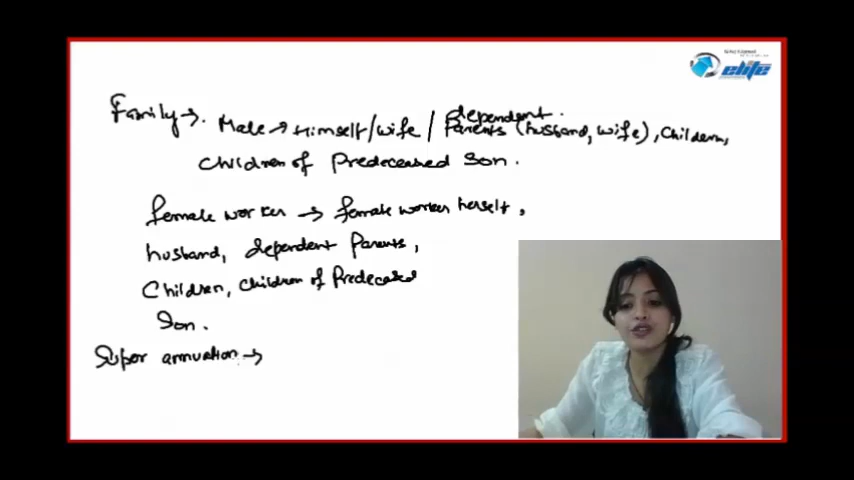 elite
dependent.
Family → Male → Himself/wife / Parents (husband, wife), Childern,
Children of Predeceased Son.
female worker → female worker herself,
husband, dependent Parents,
Children, Children of Predeceased
Son.
Super annuation →